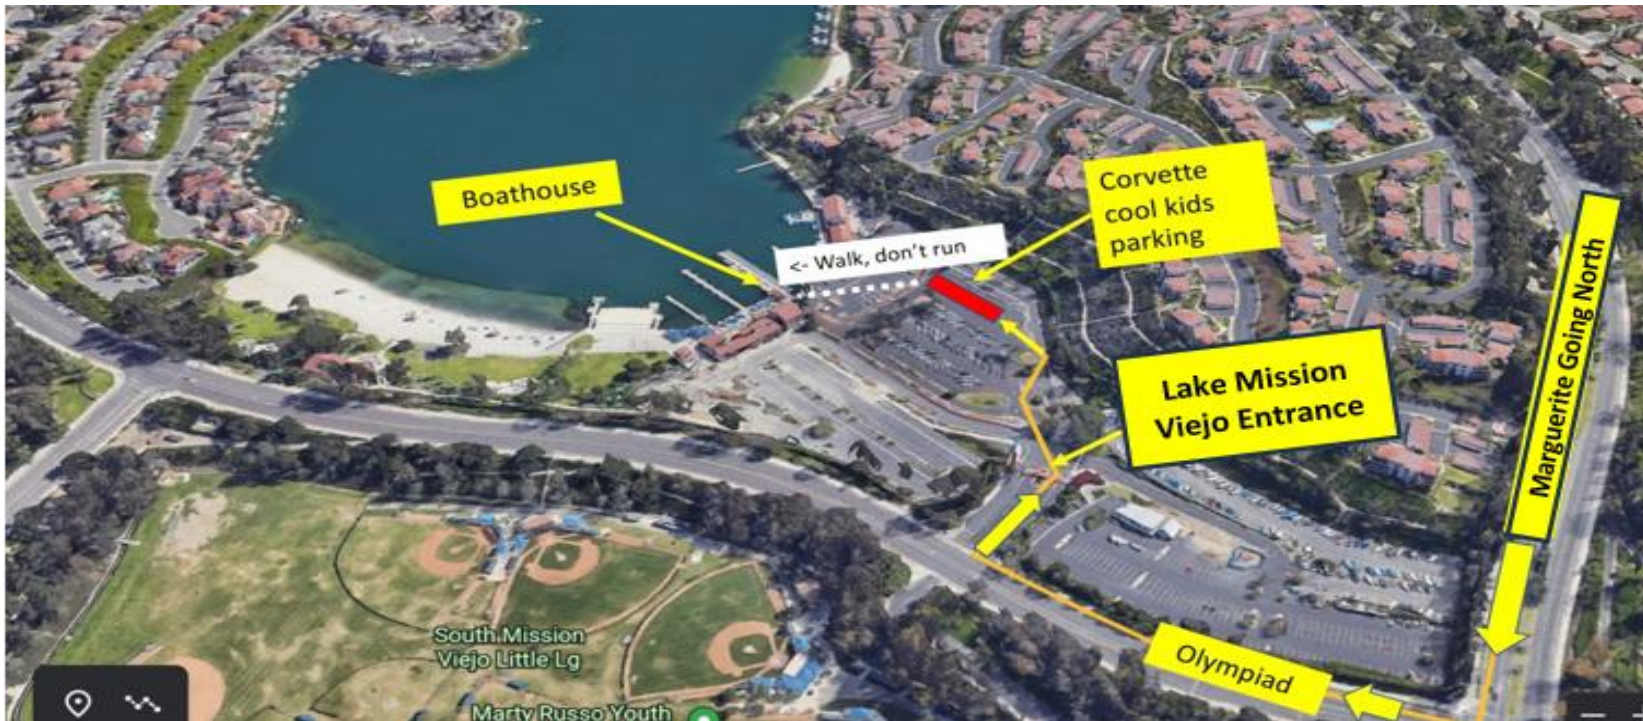 Boathouse
<- Walk, don't run
Corvette
cool kids
parking
Lake Mission
Viejo Entrance
Marguerite Going North
Olympiad
South Mission
Viejo Little Lg
Marty Russo Youth